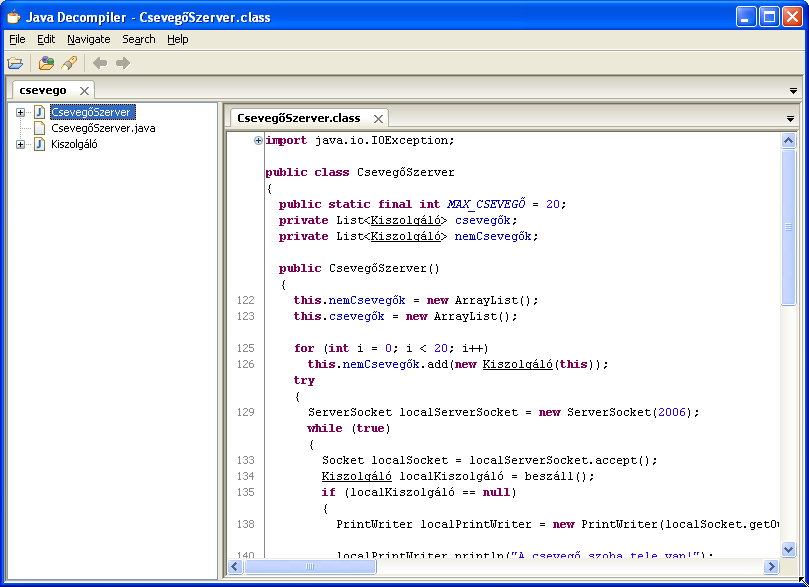 Java Decompiler - CsevegőSzerver.class
File Edit Navigate Search Help
csevego
CsevegőSzerver
CsevegőSzerver.java
Kiszolgáló
CsevegőSzerver.class
import java.io.IOException;
public class CsevegőSzerver
{
public static final int MAX_CSEVEGŐ = 20;
private List<Kiszolgáló> csevegők;
private List<Kiszolgáló> nemCsevegők;
public CsevegőSzerver()
{
122 this.nemCsevegők = new ArrayList();
123 this.csevegők = new ArrayList();
125 for (int i = 0; i < 20; i++)
126 this.nemCsevegők.add(new Kiszolgáló(this));
try
{
129 ServerSocket localServerSocket = new ServerSocket(2006);
while (true)
{
133 Socket localSocket = localServerSocket.accept();
134 Kiszolgáló localKiszolgáló = beszáll();
135 if (localKiszolgáló == null)
{
138 PrintWriter localPrintWriter = new PrintWriter(localSocket.getOu
140 localPrintWriter.println("A csevegő szoba tele van!");